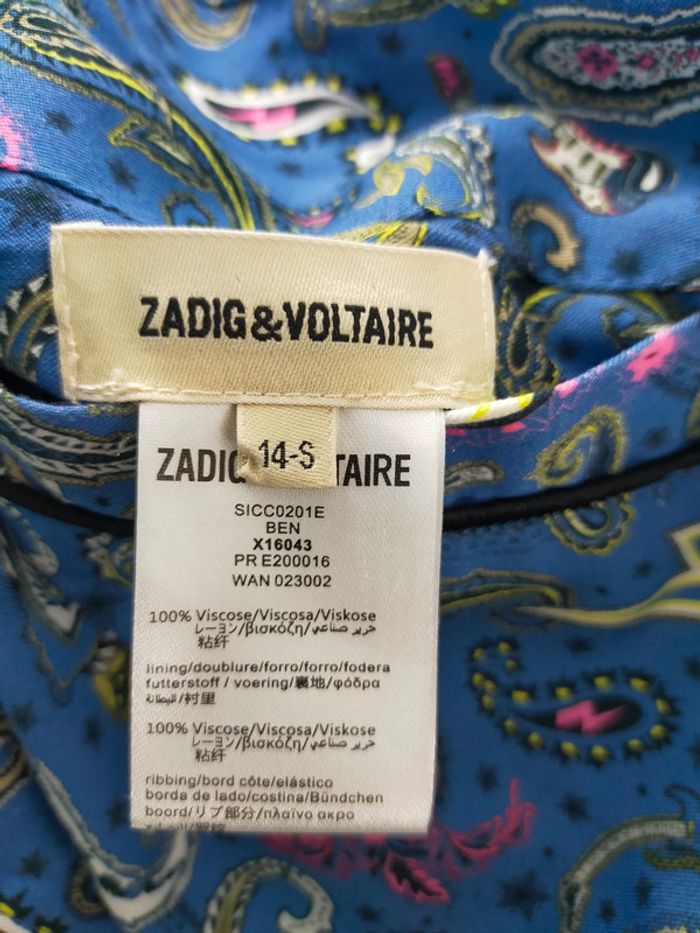 ZADIG&VOLTAIRE
14-S
ZADIG
LTAIRE
SICC0201E
BEN
X16043
PR E200016
WAN 023002
100% Viscose/Viscosa/Viskose
レーヨン/βισκόζη/حرير صناعي/
粘纤
lining/doublure/forro/forro/fodera
futterstoff / voering/裏地/φόδρα
البطانة/衬里
100% Viscose/Viscosa/Viskose
レーヨン/βισκόζη/حرير صناعي/
粘纤
ribbing/bord côte/elástico
borda de lado/costina/Bündchen
boord/リブ部分/πλαϊνο ακρο